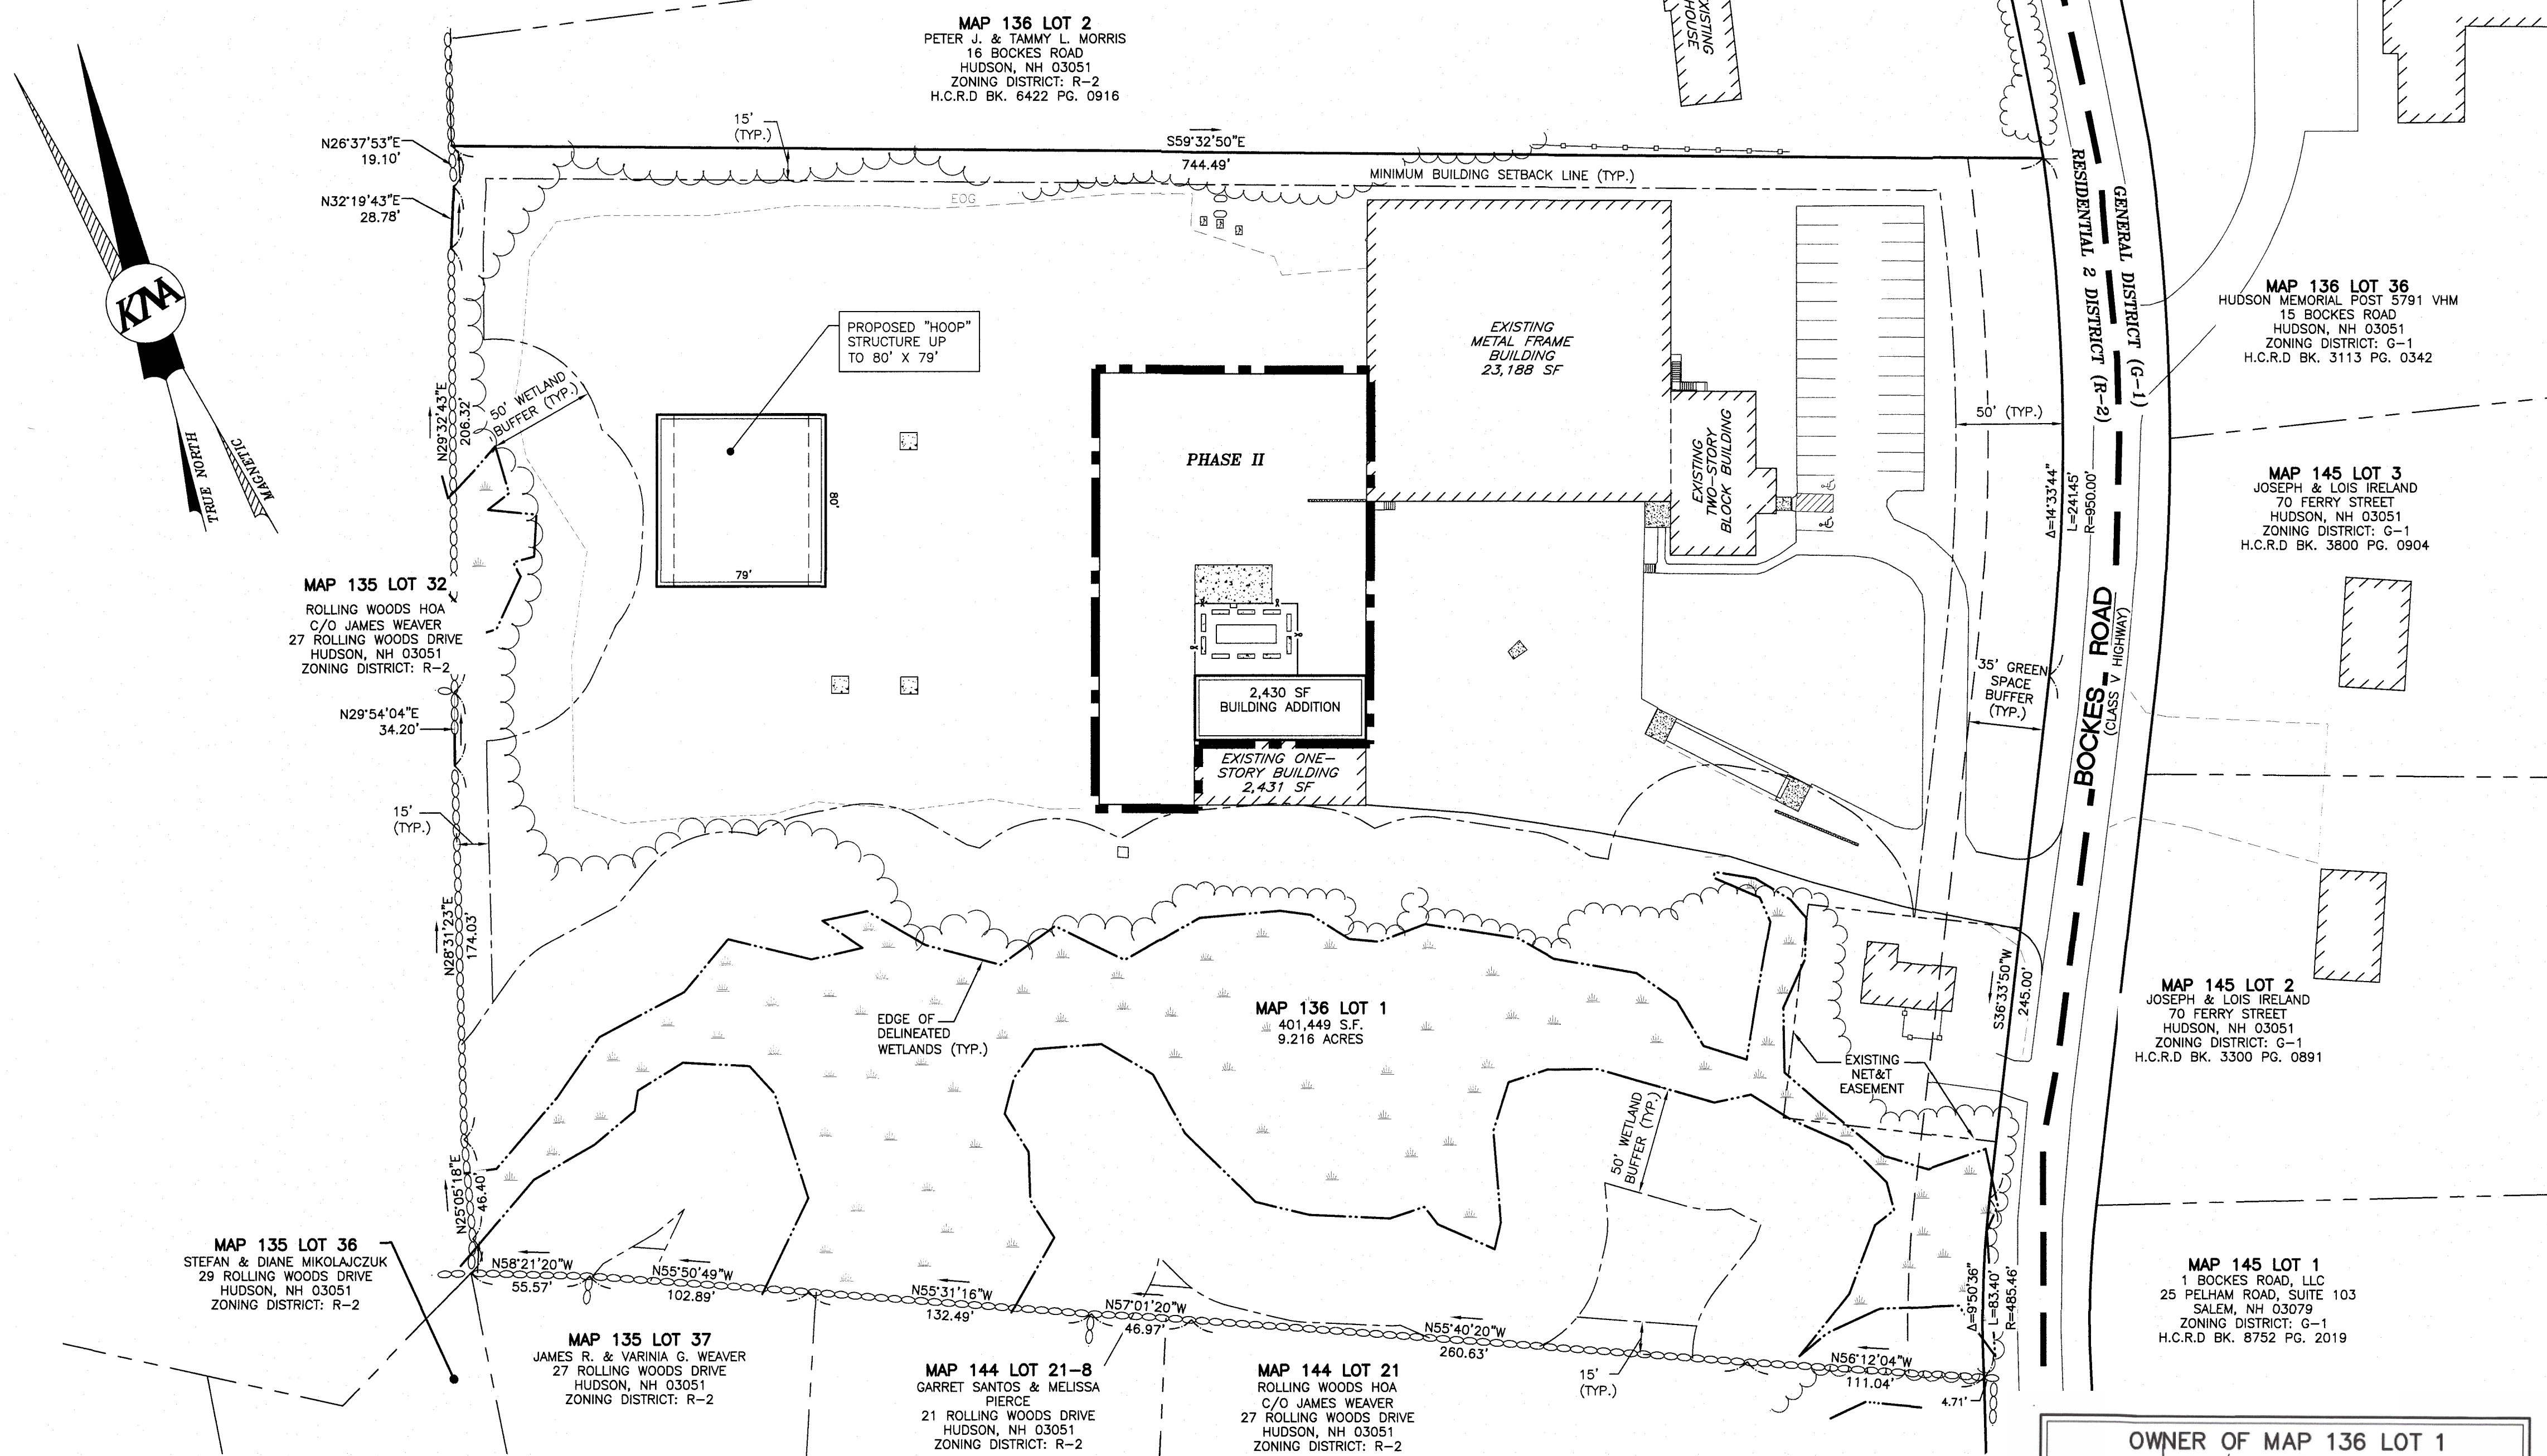 MAP 136 LOT 2
PETER J. & TAMMY L. MORRIS
16 BOCKES ROAD
HUDSON, NH 03051
ZONING DISTRICT: R-2
H.C.R.D BK. 6422 PG. 0916
EXISTING
HOUSE
N26°37'53"E
19.10'
N32°19'43"E
28.78'
15'
(TYP.)
S59°32'50"E
744.49'
MINIMUM BUILDING SETBACK LINE (TYP.)
EOG
KNA
TRUE NORTH
MAGNETIC
PROPOSED "HOOP"
STRUCTURE UP
TO 80' X 79'
80'
79'
50' WETLAND
BUFFER (TYP.)
N29°32'43"E
206.32'
PHASE II
EXISTING
METAL FRAME
BUILDING
23,188 SF
EXISTING
TWO-STORY
BLOCK BUILDING
50' (TYP.)
RESIDENTIAL 2 DISTRICT (R-2)
GENERAL DISTRICT (G-1)
Δ=14°33'44"
L=241.45'
R=950.00'
MAP 136 LOT 36
HUDSON MEMORIAL POST 5791 VHM
15 BOCKES ROAD
HUDSON, NH 03051
ZONING DISTRICT: G-1
H.C.R.D BK. 3113 PG. 0342
MAP 145 LOT 3
JOSEPH & LOIS IRELAND
70 FERRY STREET
HUDSON, NH 03051
ZONING DISTRICT: G-1
H.C.R.D BK. 3800 PG. 0904
MAP 135 LOT 32
ROLLING WOODS HOA
C/O JAMES WEAVER
27 ROLLING WOODS DRIVE
HUDSON, NH 03051
ZONING DISTRICT: R-2
N29°54'04"E
34.20'
2,430 SF
BUILDING ADDITION
EXISTING ONE-
STORY BUILDING
2,431 SF
35' GREEN
SPACE
BUFFER
(TYP.)
BOCKES ROAD
(CLASS V HIGHWAY)
15'
(TYP.)
N28°31'23"E
174.03'
EDGE OF
DELINEATED
WETLANDS (TYP.)
MAP 136 LOT 1
401,449 S.F.
9.216 ACRES
S36°33'50"W
245.00'
EXISTING
NET&T
EASEMENT
MAP 145 LOT 2
JOSEPH & LOIS IRELAND
70 FERRY STREET
HUDSON, NH 03051
ZONING DISTRICT: G-1
H.C.R.D BK. 3300 PG. 0891
50' WETLAND
BUFFER (TYP.)
N25°05'18"E
46.40'
MAP 135 LOT 36
STEFAN & DIANE MIKOLAJCZUK
29 ROLLING WOODS DRIVE
HUDSON, NH 03051
ZONING DISTRICT: R-2
N58°21'20"W
55.57'
N55°50'49"W
102.89'
N55°31'16"W
132.49'
N57°01'20"W
46.97'
N55°40'20"W
260.63'
15'
(TYP.)
N56°12'04"W
111.04'
4.71'
Δ=9°50'36"
L=83.40'
R=485.46'
MAP 145 LOT 1
1 BOCKES ROAD, LLC
25 PELHAM ROAD, SUITE 103
SALEM, NH 03079
ZONING DISTRICT: G-1
H.C.R.D BK. 8752 PG. 2019
MAP 135 LOT 37
JAMES R. & VARINIA G. WEAVER
27 ROLLING WOODS DRIVE
HUDSON, NH 03051
ZONING DISTRICT: R-2
MAP 144 LOT 21-8
GARRET SANTOS & MELISSA
PIERCE
21 ROLLING WOODS DRIVE
HUDSON, NH 03051
ZONING DISTRICT: R-2
MAP 144 LOT 21
ROLLING WOODS HOA
C/O JAMES WEAVER
27 ROLLING WOODS DRIVE
HUDSON, NH 03051
ZONING DISTRICT: R-2
OWNER OF MAP 136 LOT 1